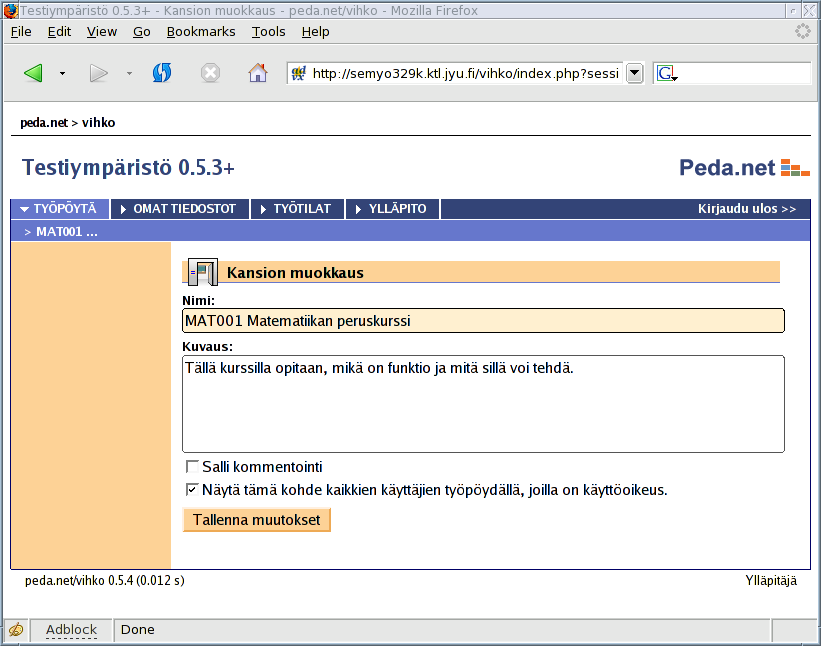 Testiympäristö 0.5.3+ - Kansion muokkaus - peda.net/vihko - Mozilla Firefox
File Edit View Go Bookmarks Tools Help
http://semyo329k.ktl.jyu.fi/vihko/index.php?sessi
peda.net > vihko
Testiympäristö 0.5.3+
Peda.net
TYÖPÖYTÄ OMAT TIEDOSTOT TYÖTILAT YLLÄPITO Kirjaudu ulos >>
> MAT001 ...
Kansion muokkaus
Nimi:
MAT001 Matematiikan peruskurssi
Kuvaus:
Tällä kurssilla opitaan, mikä on funktio ja mitä sillä voi tehdä.
Salli kommentointi
Näytä tämä kohde kaikkien käyttäjien työpöydällä, joilla on käyttöoikeus.
Tallenna muutokset
peda.net/vihko 0.5.4 (0.012 s) Ylläpitäjä
Adblock Done